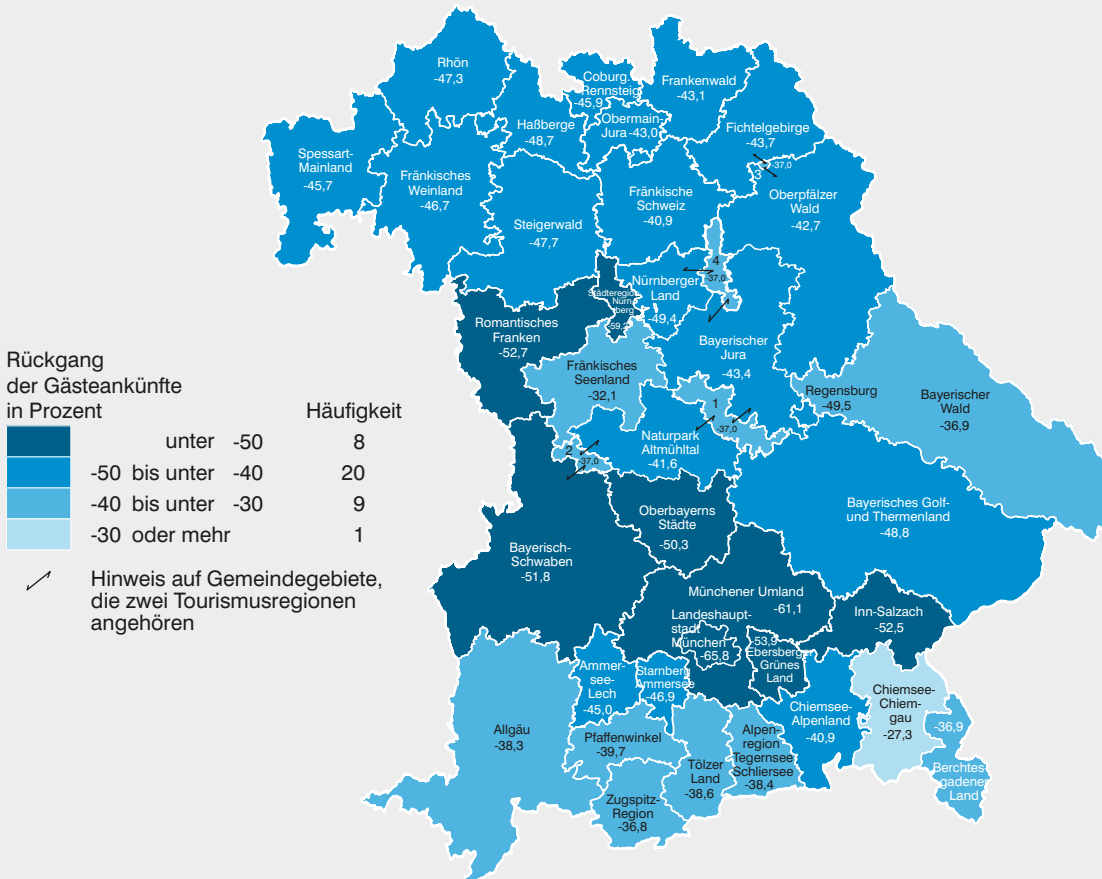 Rhön
-47,3
Coburg.
Rennsteig
-45,9
Frankenwald
-43,1
Haßberge
-48,7
Obermain-
Jura -43,0
Fichtelgebirge
-43,7
Spessart-
Mainland
-45,7
Fränkisches
Weinland
-46,7
3
-37,0
Fränkische
Schweiz
-40,9
Oberpfälzer
Wald
-42,7
Steigerwald
-47,7
4
-37,0
Nürnberger
Land
-49,4
Städteregion
Nürn-
berg
-59,2
Romantisches
Franken
-52,7
Bayerischer
Jura
-43,4
Fränkisches
Seenland
-32,1
Regensburg
-49,5
Bayerischer
Wald
-36,9
1
-37,0
Naturpark
Altmühltal
-41,6
2
-37,0
Rückgang
der Gästeankünfte
in Prozent
Häufigkeit
unter -50 8
-50 bis unter -40 20
-40 bis unter -30 9
-30 oder mehr 1
Hinweis auf Gemeindegebiete,
die zwei Tourismusregionen
angehören
Oberbayerns
Städte
-50,3
Bayerisches Golf-
und Thermenland
-48,8
Bayerisch-
Schwaben
-51,8
Münchener Umland
-61,1
Inn-Salzach
-52,5
Landeshaupt-
stadt
München
-65,8
-53,9
Ebersberger
Grünes
Land
Ammer-
see-
Lech
-45,0
Starnberg
Ammersee
-46,9
Chiemsee-
Alpenland
-40,9
Chiemsee-
Chiem-
gau
-27,3
-36,9
Berchtes-
gadener
Land
Allgäu
-38,3
Pfaffenwinkel
-39,7
Alpen-
region
Tegernsee
Schliersee
-38,4
Tölzer
Land
-38,6
Zugspitz-
Region
-36,8